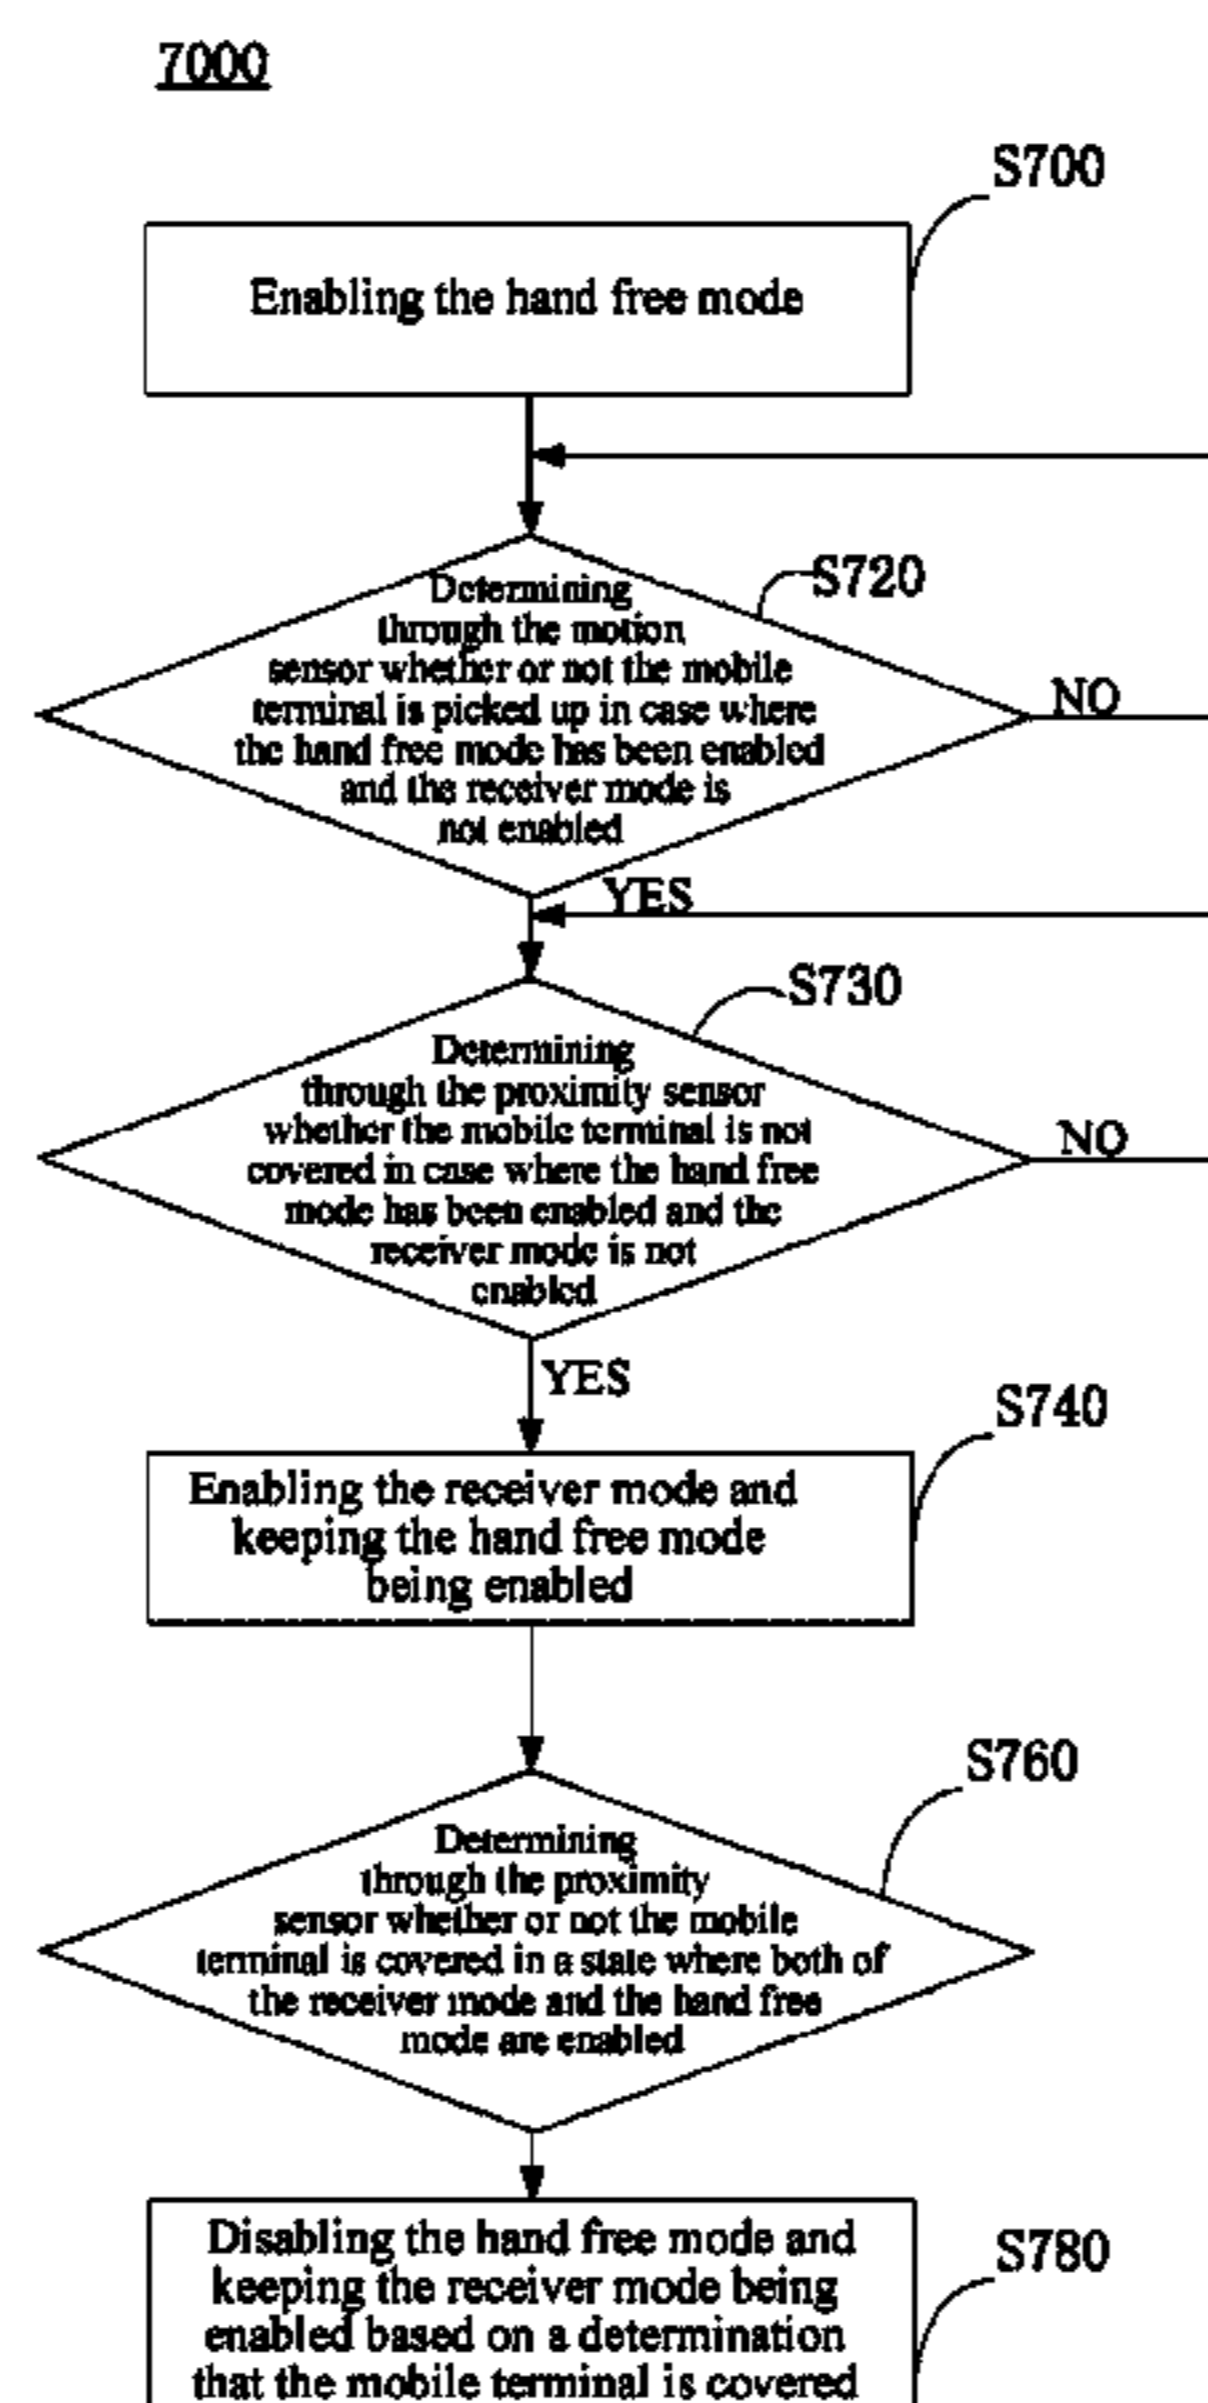 7000
S700
Enabling the hand free mode
S720
Determining
through the motion
sensor whether or not the mobile
terminal is picked up in case where
the hand free mode has been enabled
and the receiver mode is
not enabled
NO
YES
S730
Determining
through the proximity sensor
whether the mobile terminal is not
covered in case where the hand free
mode has been enabled and the
receiver mode is not
enabled
NO
YES
S740
Enabling the receiver mode and
keeping the hand free mode
being enabled
S760
Determining
through the proximity
sensor whether or not the mobile
terminal is covered in a state where both of
the receiver mode and the hand free
mode are enabled
S780
Disabling the hand free mode and
keeping the receiver mode being
enabled based on a determination
that the mobile terminal is covered